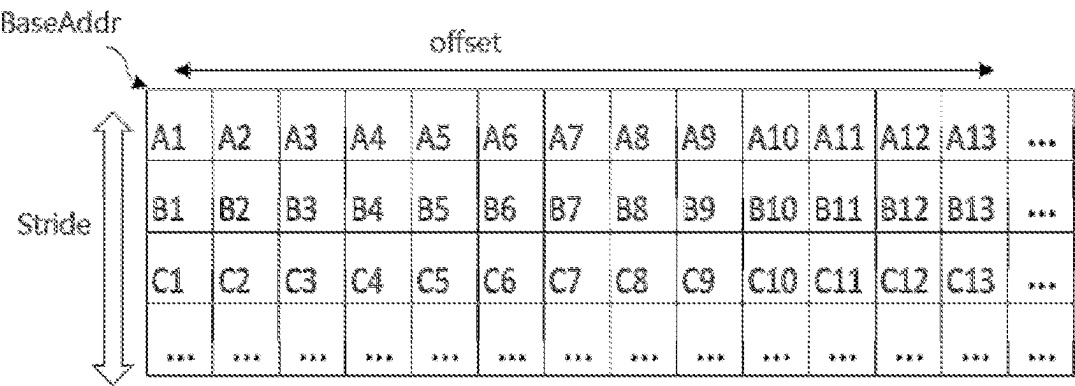 BaseAddr
offset
A1 A2 A3 A4 A5 A6 A7 A8 A9 A10 A11 A12 A13 ...
Stride
B1 B2 B3 B4 B5 B6 B7 B8 B9 B10 B11 B12 B13 ...
C1 C2 C3 C4 C5 C6 C7 C8 C9 C10 C11 C12 C13 ...
... ... ... ... ... ... ... ... ... ... ... ... ... ...